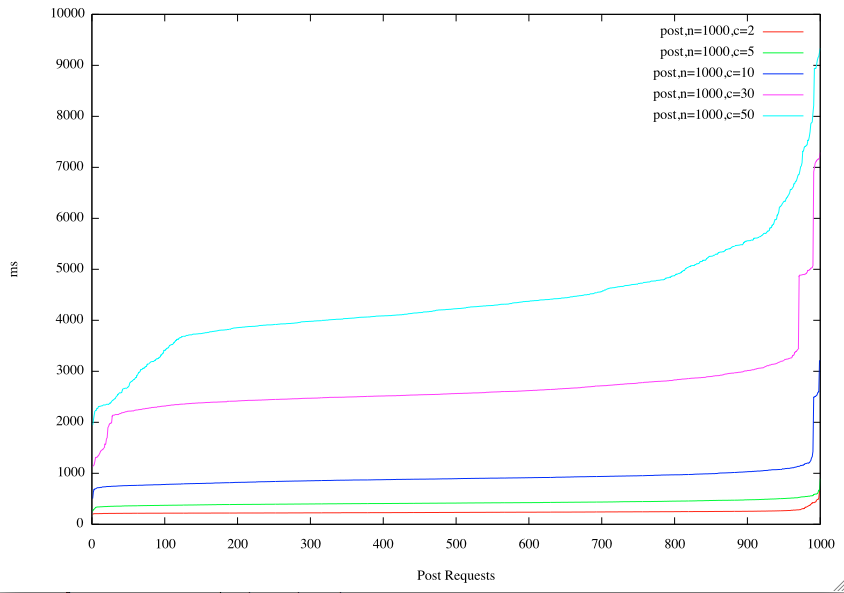 10000
9000
8000
7000
6000
5000
4000
3000
2000
1000
0
ms
post,n=1000,c=2
post,n=1000,c=5
post,n=1000,c=10
post,n=1000,c=30
post,n=1000,c=50
0 100 200 300 400 500 600 700 800 900 1000
Post Requests